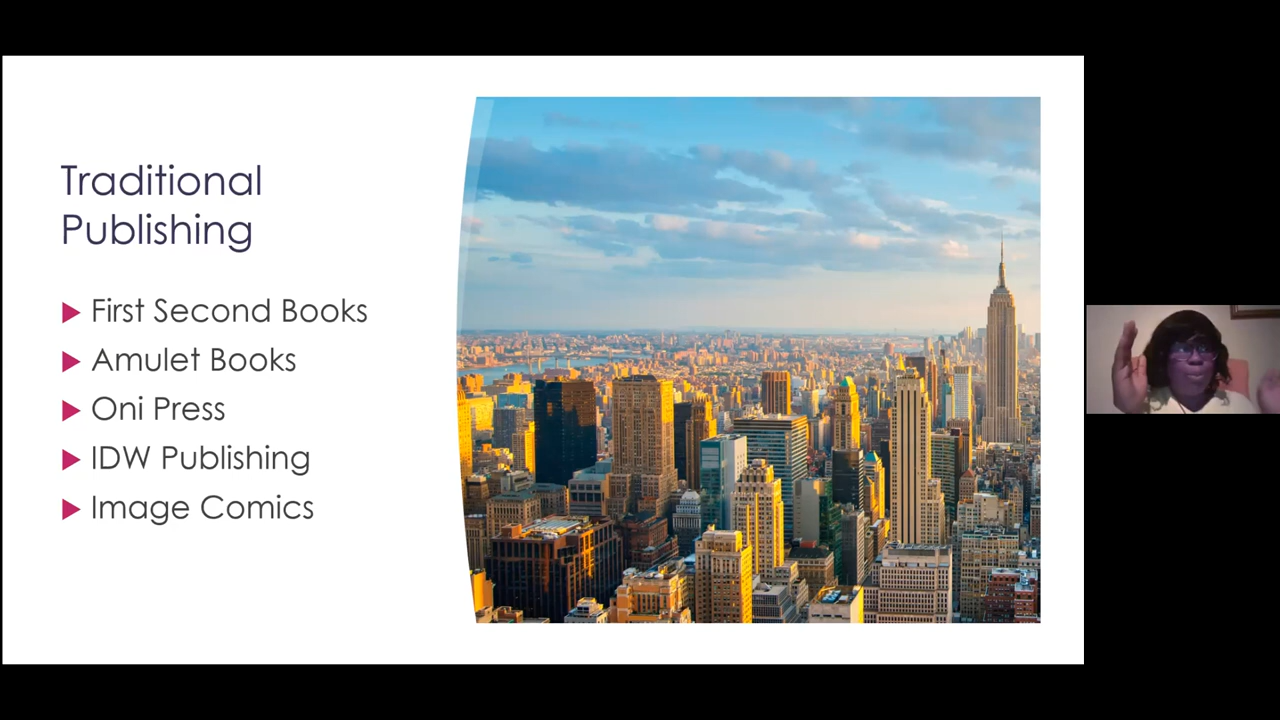 Traditional
Publishing
First Second Books
Amulet Books
Oni Press
IDW Publishing
Image Comics